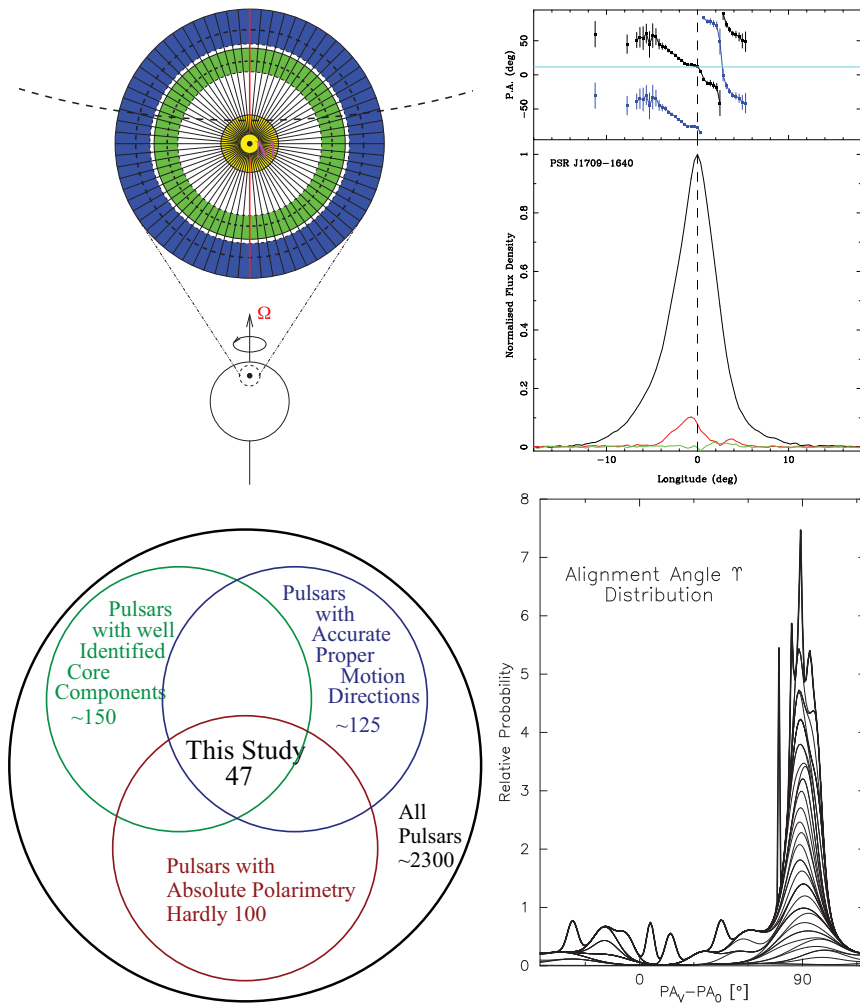 Ω
P.A. (deg)
50
0
−50
PSR J1709−1640
Normalised Flux Density
1
0.8
0.6
0.4
0.2
0
−10
0
10
Longitude (deg)
Pulsars
with well
Identified
Core
Components
~150
Pulsars
with
Accurate
Proper
Motion
Directions
~125
This Study
47
All
Pulsars
~2300
Pulsars with
Absolute Polarimetry
Hardly 100
Alignment Angle ϒ
Distribution
Relative Probability
8
7
6
5
4
3
2
1
0
0
90
PAᵥ−PA₀ [°]